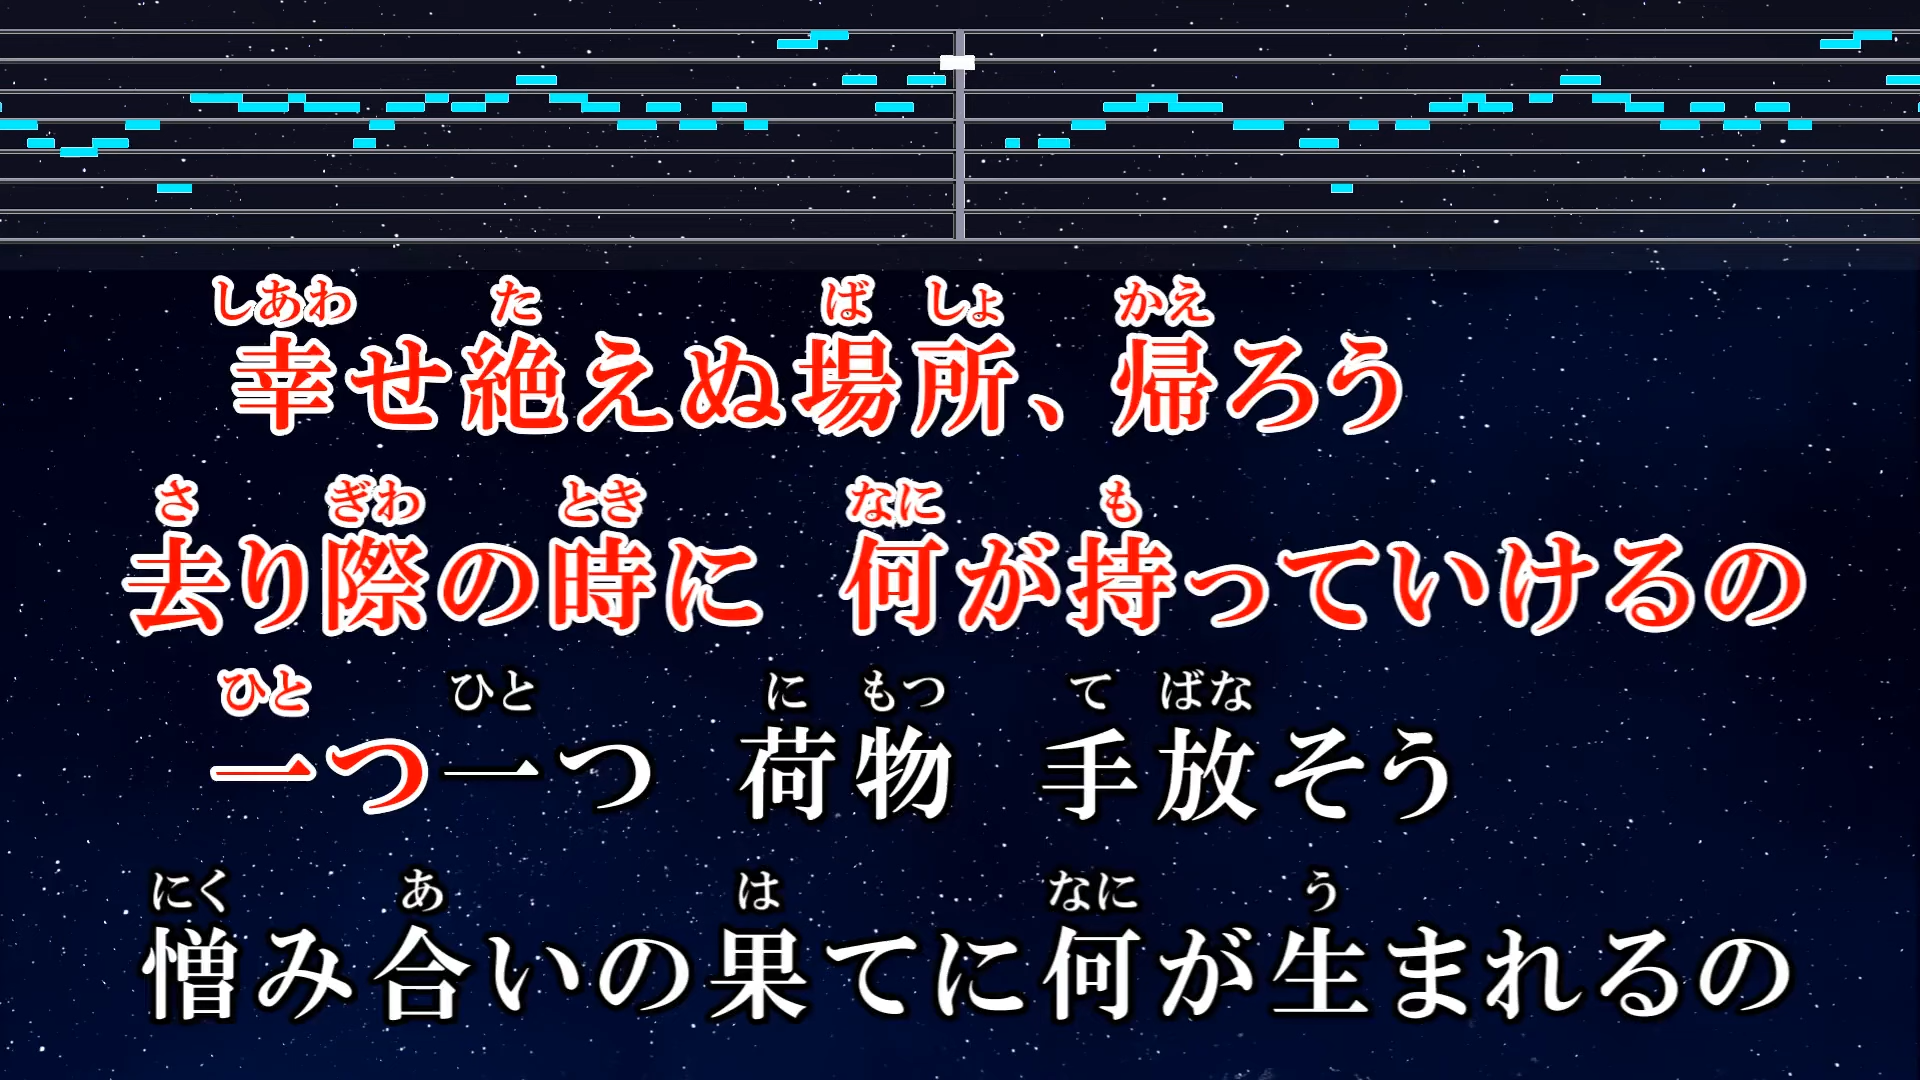 しあわ た ば しょ かえ
幸せ絶えぬ場所、帰ろう
さ ぎわ とき なに も
去り際の時に 何が持っていけるの
ひと ひと に もつ て ばな
一つ一つ 荷物 手放そう
にく あ は なに う
憎み合いの果てに何が生まれるの